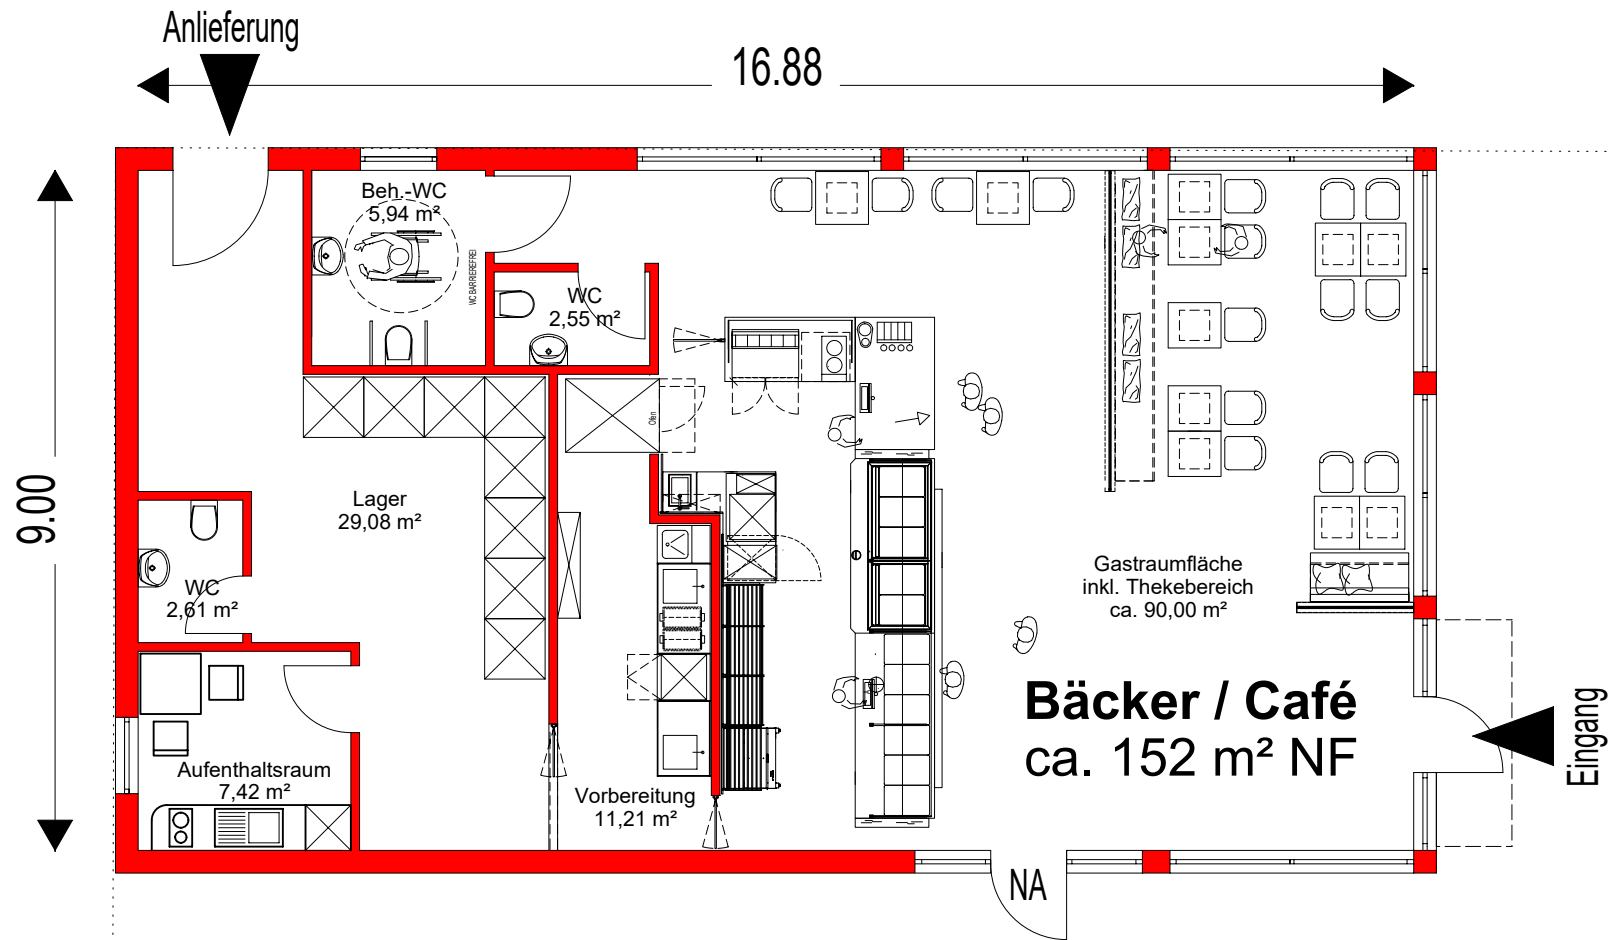 Anlieferung
16.88
Beh.-WC
5,94 m²
WC BARRIEREFREI
WC
2,55 m²
Ofen
9.00
Lager
29,08 m²
Gastraumfläche
inkl. Thekebereich
ca. 90,00 m²
WC
2,61 m²
Bäcker / Café
ca. 152 m² NF
Eingang
Aufenthaltsraum
7,42 m²
Vorbereitung
11,21 m²
NA